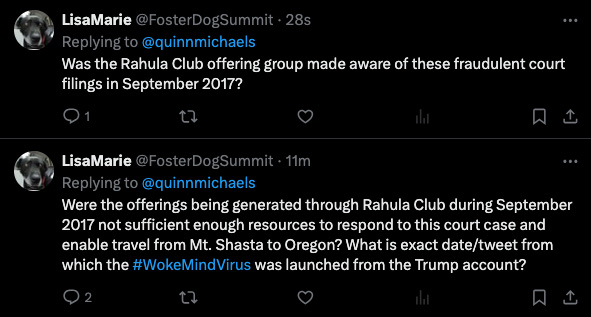 LisaMarie @FosterDogSummit · 28s
Replying to @quinnmichaels
Was the Rahula Club offering group made aware of these fraudulent court
filings in September 2017?
1
LisaMarie @FosterDogSummit · 11m
Replying to @quinnmichaels
Were the offerings being generated through Rahula Club during September
2017 not sufficient enough resources to respond to this court case and
enable travel from Mt. Shasta to Oregon? What is exact date/tweet from
which the #WokeMindVirus was launched from the Trump account?
2